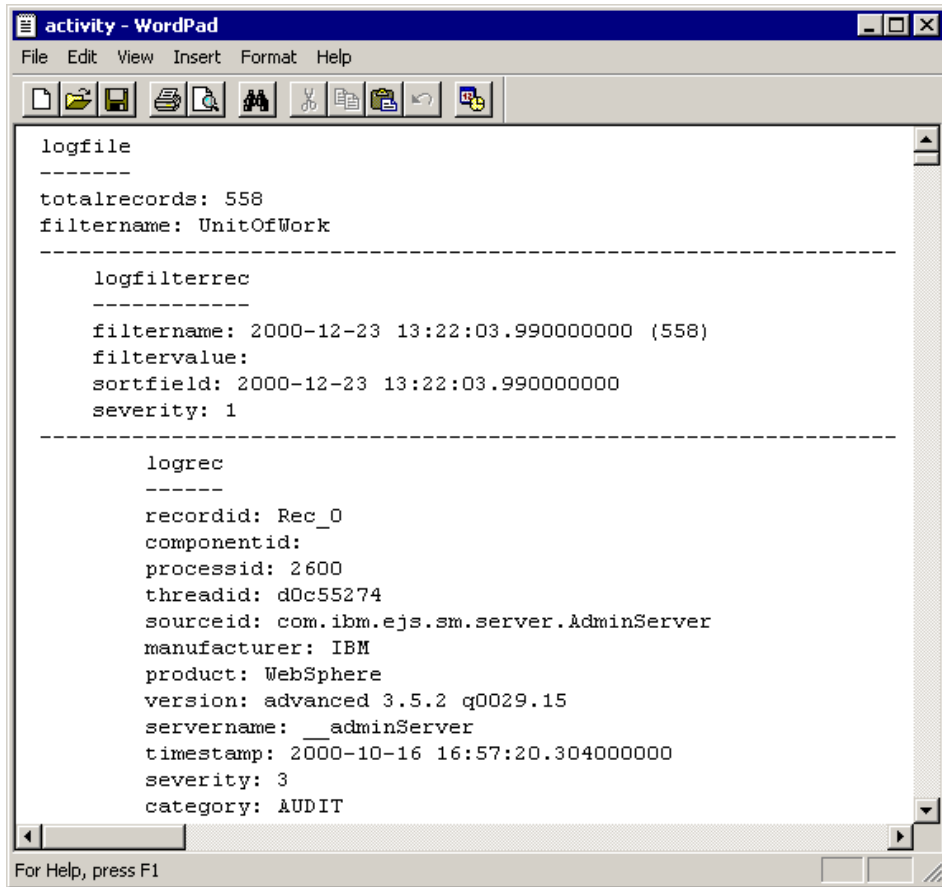 activity - WordPad
File Edit View Insert Format Help
logfile
-------
totalrecords: 558
filtername: UnitOfWork
-----------------------------------------------------------------
logfilterrec
------------
filtername: 2000-12-23 13:22:03.990000000 (558)
filtervalue:
sortfield: 2000-12-23 13:22:03.990000000
severity: 1
-----------------------------------------------------------------
logrec
------
recordid: Rec_0
componentid:
processid: 2600
threadid: d0c55274
sourceid: com.ibm.ejs.sm.server.AdminServer
manufacturer: IBM
product: WebSphere
version: advanced 3.5.2 q0029.15
servername: __adminServer
timestamp: 2000-10-16 16:57:20.304000000
severity: 3
category: AUDIT
For Help, press F1